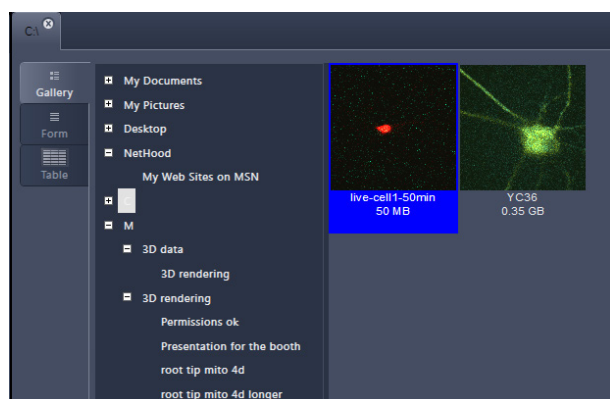 C:\
Gallery
Form
Table
My Documents
My Pictures
Desktop
NetHood
My Web Sites on MSN
C
M
3D data
3D rendering
3D rendering
Permissions ok
Presentation for the booth
root tip mito 4d
root tip mito 4d longer
live-cell1-50min
50 MB
YC36
0.35 GB